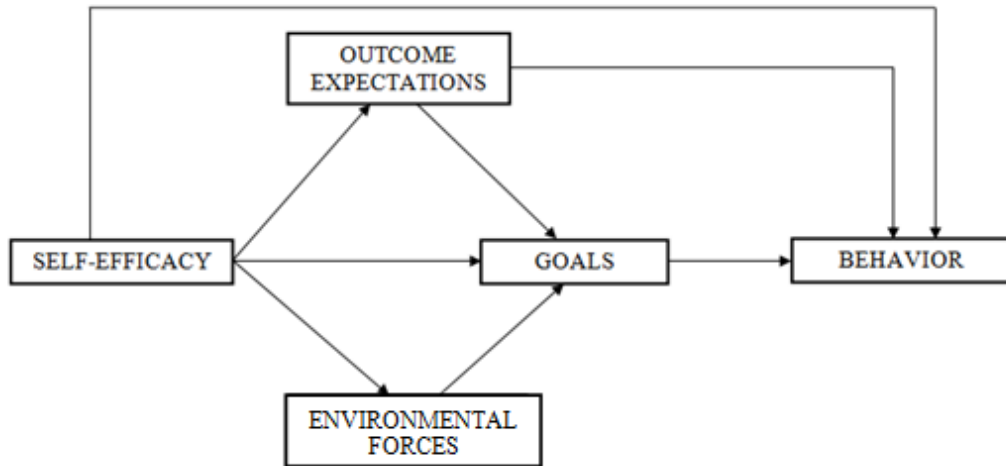 OUTCOME
EXPECTATIONS
SELF-EFFICACY
GOALS
BEHAVIOR
ENVIRONMENTAL
FORCES